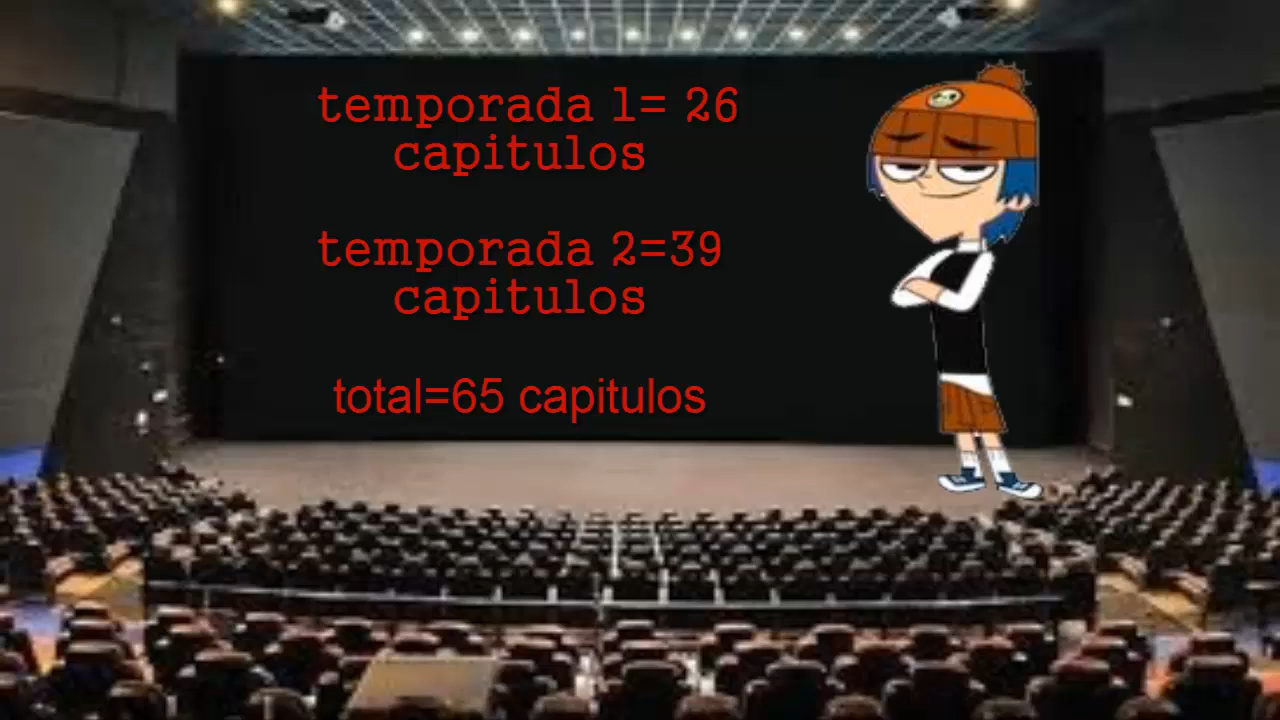 temporada 1= 26
capitulos
temporada 2=39
capitulos
total=65 capitulos